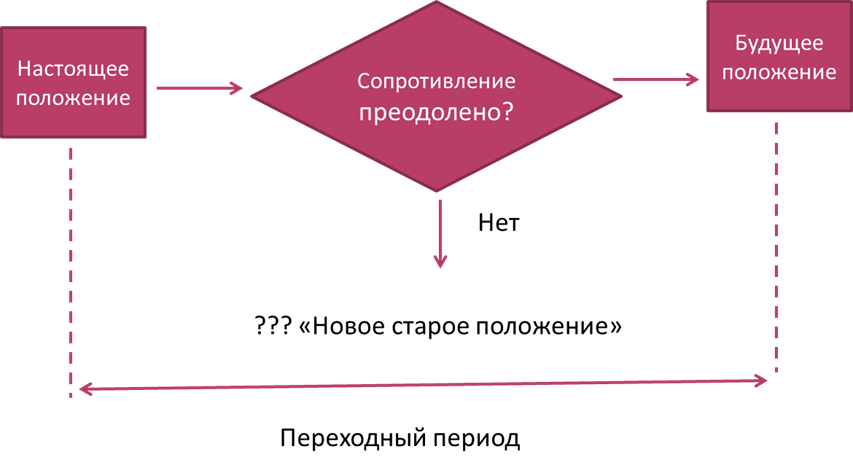 Настоящее
положение
Сопротивление
преодолено?
Будущее
положение
Нет
??? «Новое старое положение»
Переходный период